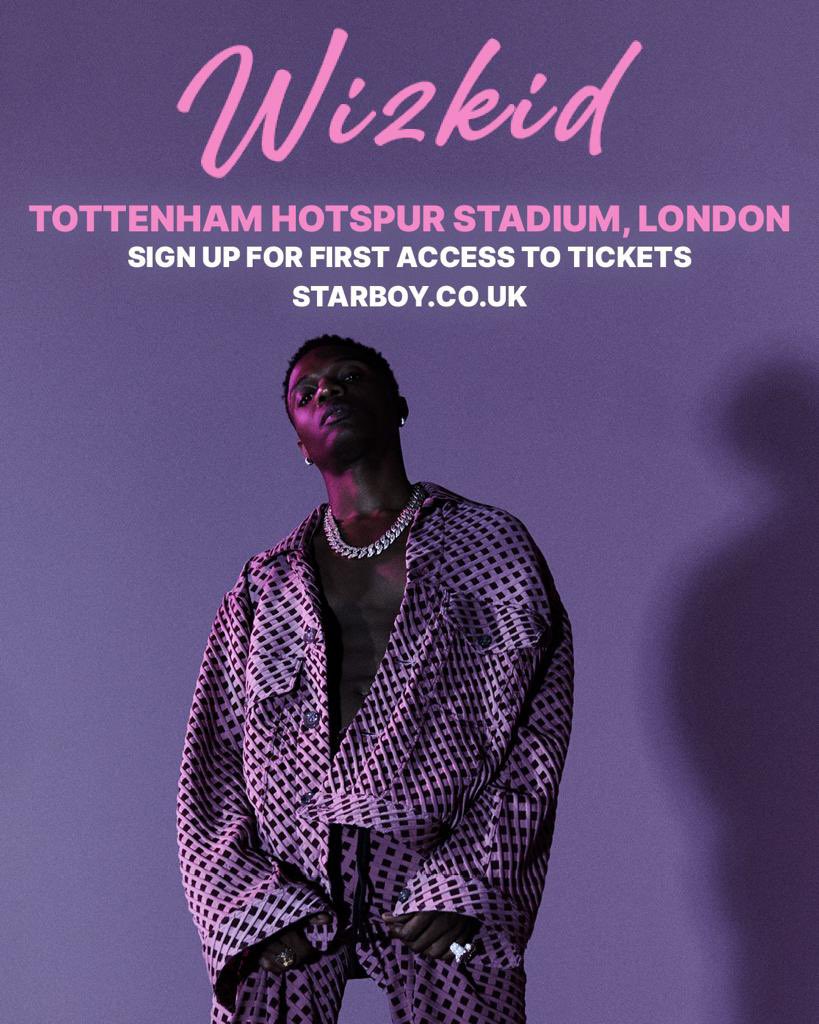 Wizkid
TOTTENHAM HOTSPUR STADIUM, LONDON
SIGN UP FOR FIRST ACCESS TO TICKETS
STARBOY.CO.UK